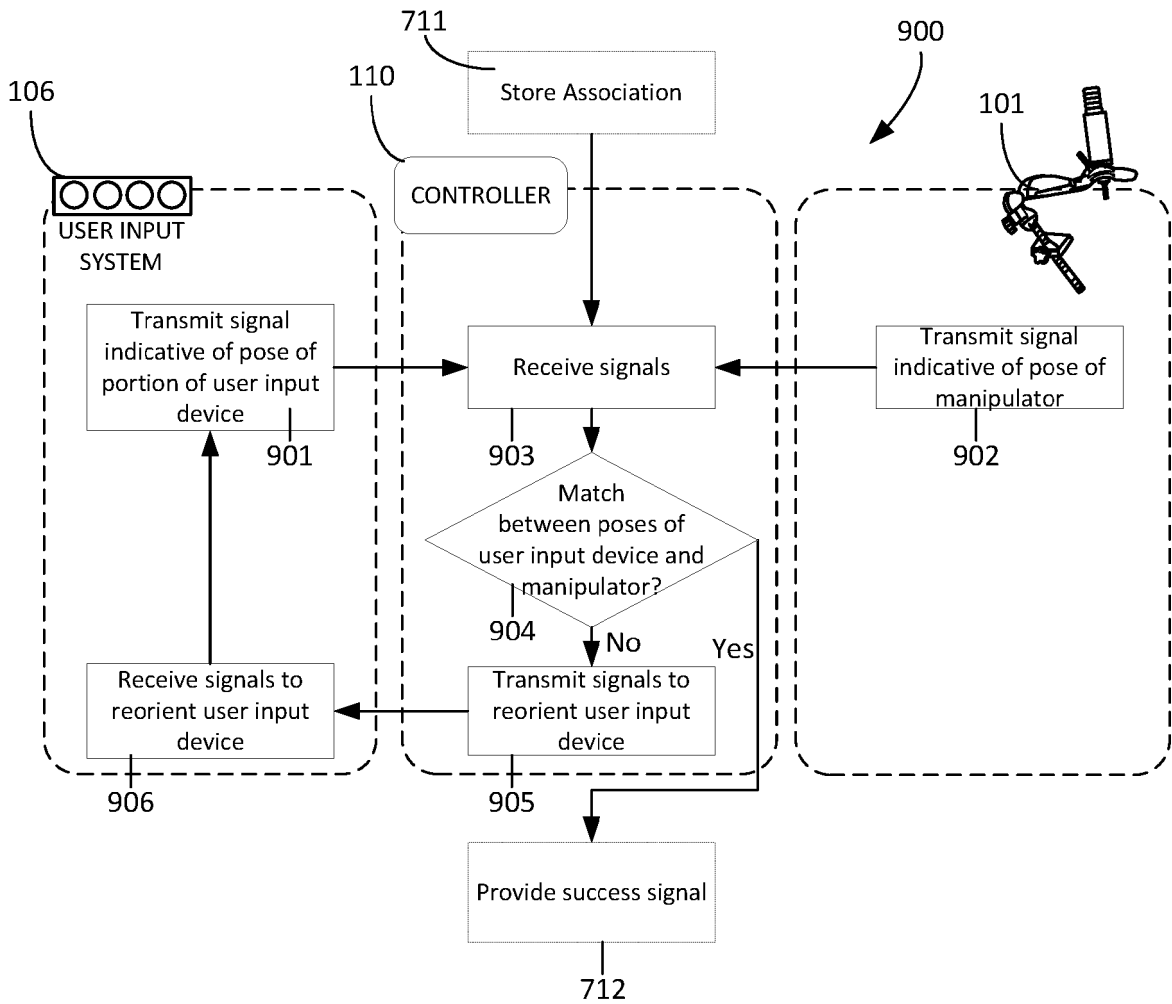 711
Store Association
900
110
106
101
CONTROLLER
USER INPUT
SYSTEM
Transmit signal
indicative of pose of
portion of user input
device
901
Receive signals
903
Transmit signal
indicative of pose of
manipulator
902
Match
between poses of
user input device and
manipulator?
904
No
Yes
Receive signals to
reorient user input
device
906
Transmit signals to
reorient user input
device
905
Provide success signal
712